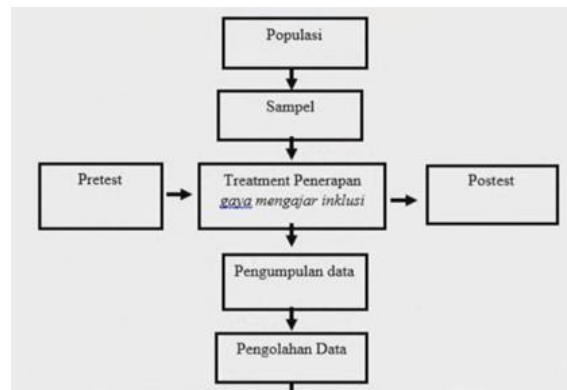 Populasi
Sampel
Pretest
Treatment Penerapan
gaya mengajar inklusi
Postest
Pengumpulan data
Pengolahan Data